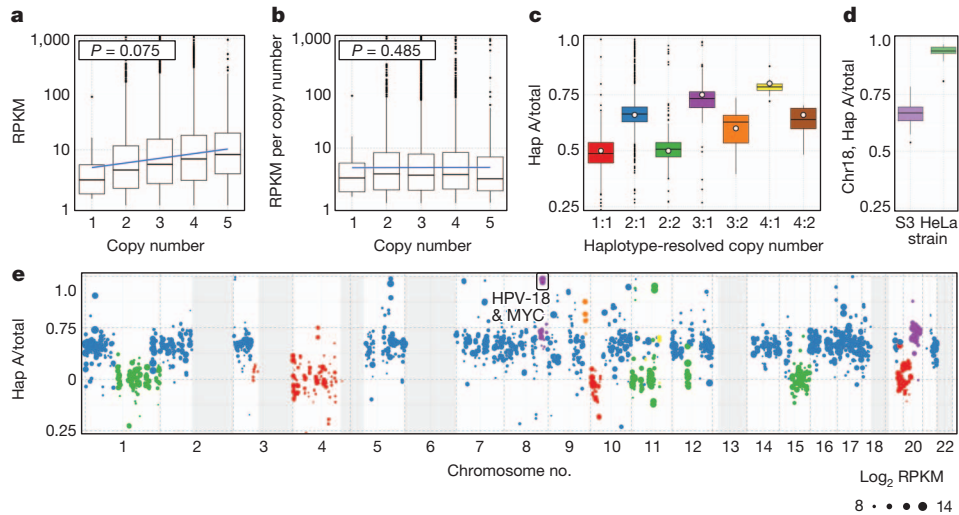 a
P = 0.075
RPKM
1,000
100
10
1
1 2 3 4 5
Copy number
b
P = 0.485
RPKM per copy number
1,000
100
10
1
1 2 3 4 5
Copy number
c
Hap A/total
1.0
0.5
0.25
1:1 2:1 2:2 3:1 3:2 4:1 4:2
Haplotype-resolved copy number
d
Chr18, Hap A/total
1.0
0.5
0.25
S3 HeLa
strain
e
Hap A/total
1.0
0.75
0
0.25
HPV-18
& MYC
1 2 3 4 5 6 7 8 9 10 11 12 13 14 15 16 17 18 20 22
Chromosome no.
Log2 RPKM
8 14